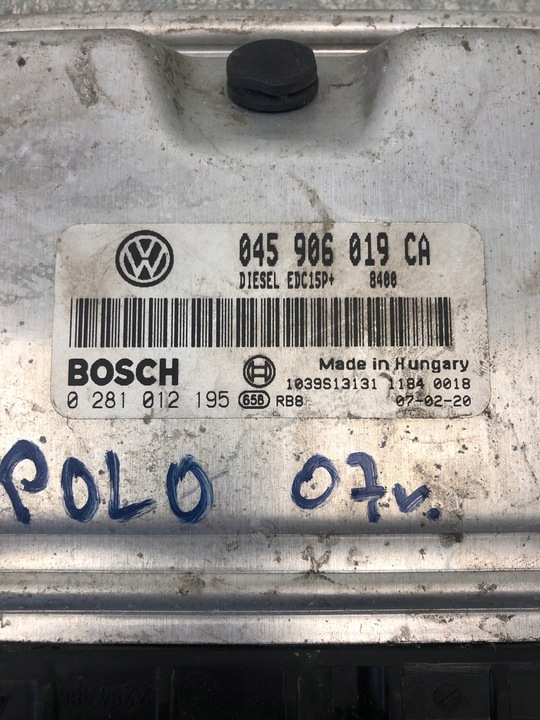 045 906 019 CA
DIESEL EDC15P+ 8400
BOSCH
Made in Hungary
1039S13131 1184 0018
0 281 012 195 658 RB8 07-02-20
POLO 07r.